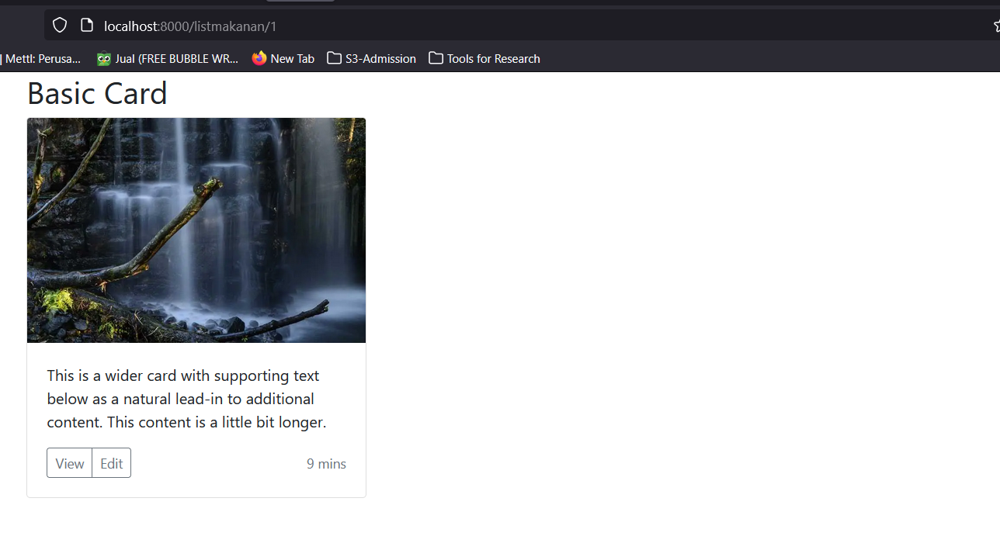 localhost:8000/listmakanan/1
| Mettl: Perusa... Jual (FREE BUBBLE WR... New Tab S3-Admission Tools for Research
Basic Card
This is a wider card with supporting text
below as a natural lead-in to additional
content. This content is a little bit longer.
View Edit 9 mins